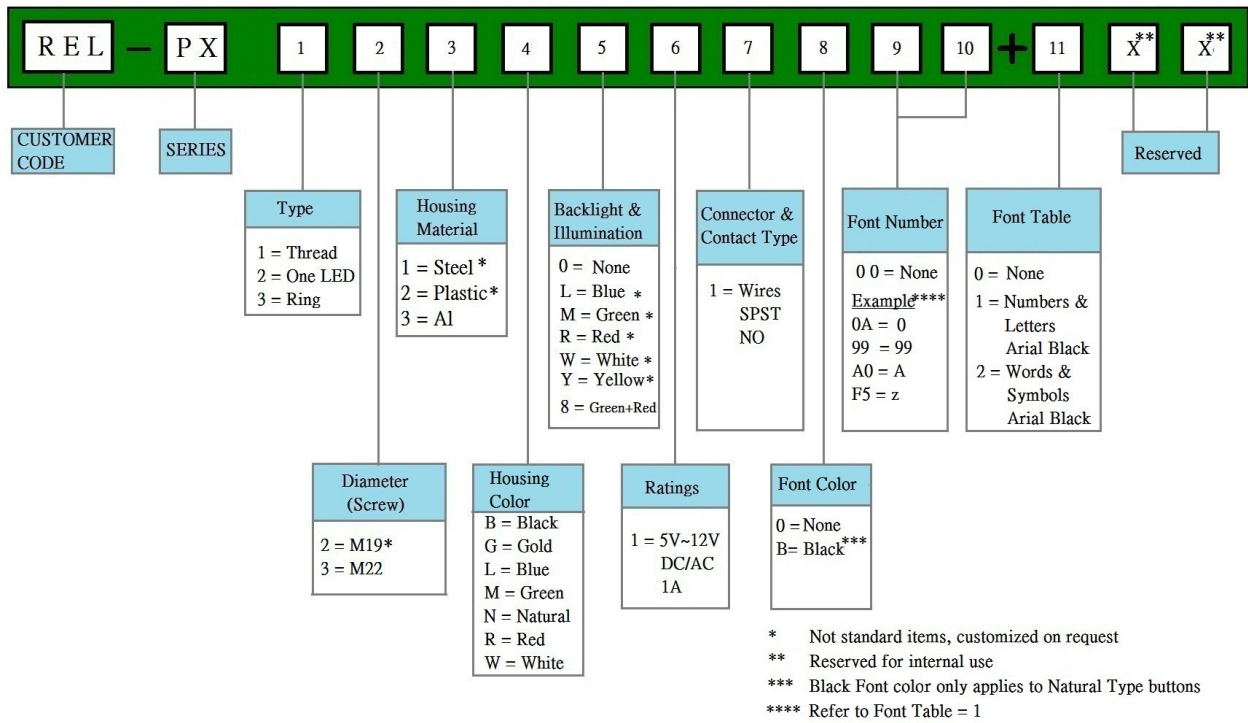 REL – PX 1 2 3 4 5 6 7 8 9 10 + 11 X** X**
CUSTOMER
CODE
SERIES
Reserved
Type
1 = Thread
2 = One LED
3 = Ring
Housing
Material
1 = Steel *
2 = Plastic*
3 = Al
Backlight &
Illumination
0 = None
L = Blue *
M = Green *
R = Red *
W = White *
Y = Yellow*
8 = Green+Red
Connector &
Contact Type
1 = Wires
SPST
NO
Font Number
0 0 = None
Example****
0A = 0
99 = 99
A0 = A
F5 = z
Font Table
0 = None
1 = Numbers &
Letters
Arial Black
2 = Words &
Symbols
Arial Black
Diameter
(Screw)
2 = M19*
3 = M22
Housing
Color
B = Black
G = Gold
L = Blue
M = Green
N = Natural
R = Red
W = White
Ratings
1 = 5V~12V
DC/AC
1A
Font Color
0 = None
B= Black***
* Not standard items, customized on request
** Reserved for internal use
*** Black Font color only applies to Natural Type buttons
**** Refer to Font Table = 1